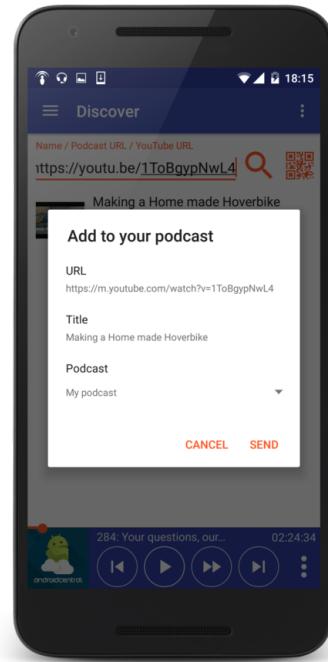 18:15
Discover
Name / Podcast URL / YouTube URL
ttps://youtu.be/1ToBgypNwL4
Making a Home made Hoverbike
Add to your podcast
URL
https://m.youtube.com/watch?v=1ToBgypNwL4
Title
Making a Home made Hoverbike
Podcast
My podcast
CANCEL SEND
284: Your questions, our... 02:24:34
androidcentral